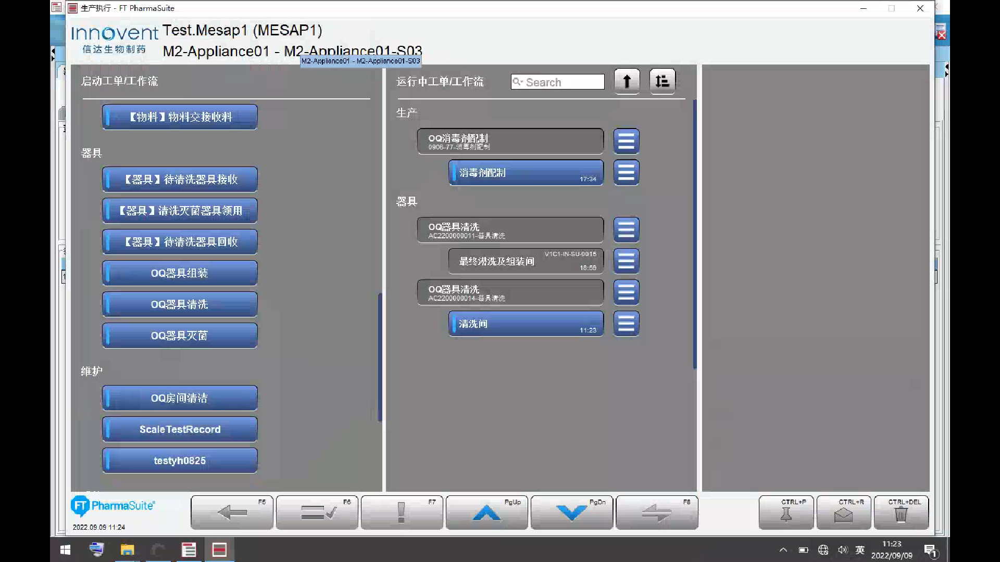 生产执行 - FT PharmaSuite
Innovent
信达生物制药
Test.Mesap1 (MESAP1)
M2-Appliance01 - M2-Appliance01-S03
M2-Appliance01 - M2-Appliance01-S03
启动工单/工作流
【物料】物料交接收料
器具
【器具】待清洗器具接收
【器具】清洗灭菌器具领用
【器具】待清洗器具回收
OQ器具组装
OQ器具清洗
OQ器具灭菌
维护
OQ房间清洁
ScaleTestRecord
testyh0825
运行中工单/工作流
Search
生产
OQ消毒剂配制
0906-77-消毒剂配制
消毒剂配制
17:34
器具
OQ器具清洗
AC2200000011-器具清洗
最终淋洗及组装间
V1C1-IN-SU-0015
18:59
OQ器具清洗
AC2200000014-器具清洗
清洗间
11:23
FT PharmaSuite
2022.09.09 11:24
F5
F6
F7
PgUp
PgDn
F8
CTRL+P
CTRL+R
CTRL+DEL
英
11:23
2022/09/09
1